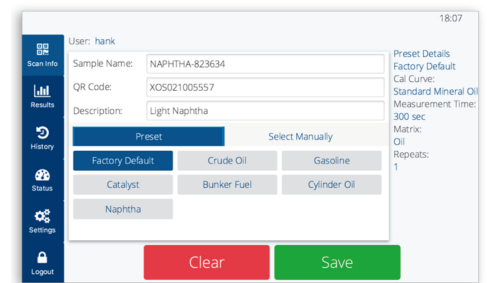 18:07
User: hank
Scan Info
Results
History
Status
Settings
Logout
Sample Name: NAPHTHA-823634
QR Code: XOS021005557
Description: Light Naphtha
Preset Select Manually
Factory Default Crude Oil Gasoline
Catalyst Bunker Fuel Cylinder Oil
Naphtha
Clear Save
Preset Details
Factory Default
Cal Curve:
Standard Mineral Oil
Measurement Time:
300 sec
Matrix:
Oil
Repeats:
1